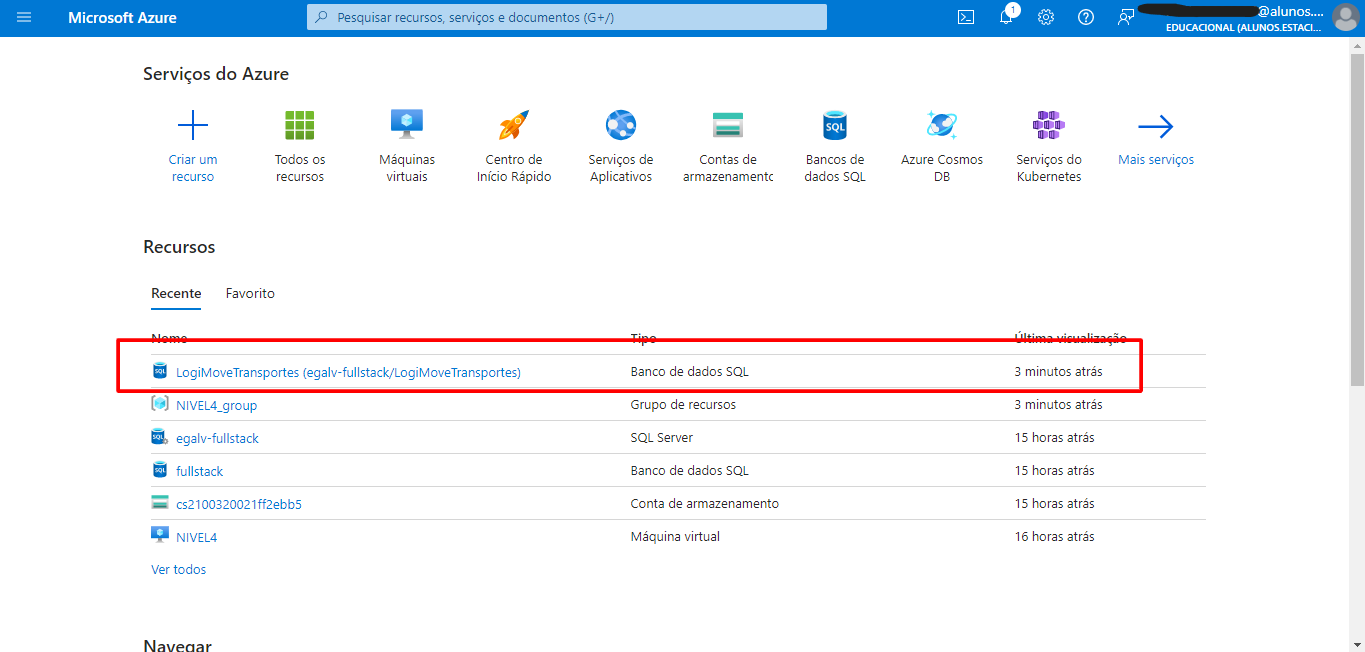 Microsoft Azure
Pesquisar recursos, serviços e documentos (G+/)
1
@alunos....
EDUCACIONAL (ALUNOS.ESTACI...
Serviços do Azure
Criar um
recurso
Todos os
recursos
Máquinas
virtuais
Centro de
Início Rápido
Serviços de
Aplicativos
Contas de
armazenamento
SQL
Bancos de
dados SQL
Azure Cosmos
DB
Serviços do
Kubernetes
Mais serviços
Recursos
Recente Favorito
Nome Tipo Última visualização
SQL LogiMoveTransportes (egalv-fullstack/LogiMoveTransportes) Banco de dados SQL 3 minutos atrás
NIVEL4_group Grupo de recursos 3 minutos atrás
SQL egalv-fullstack SQL Server 15 horas atrás
SQL fullstack Banco de dados SQL 15 horas atrás
cs2100320021ff2ebb5 Conta de armazenamento 15 horas atrás
NIVEL4 Máquina virtual 16 horas atrás
Ver todos
Navegar